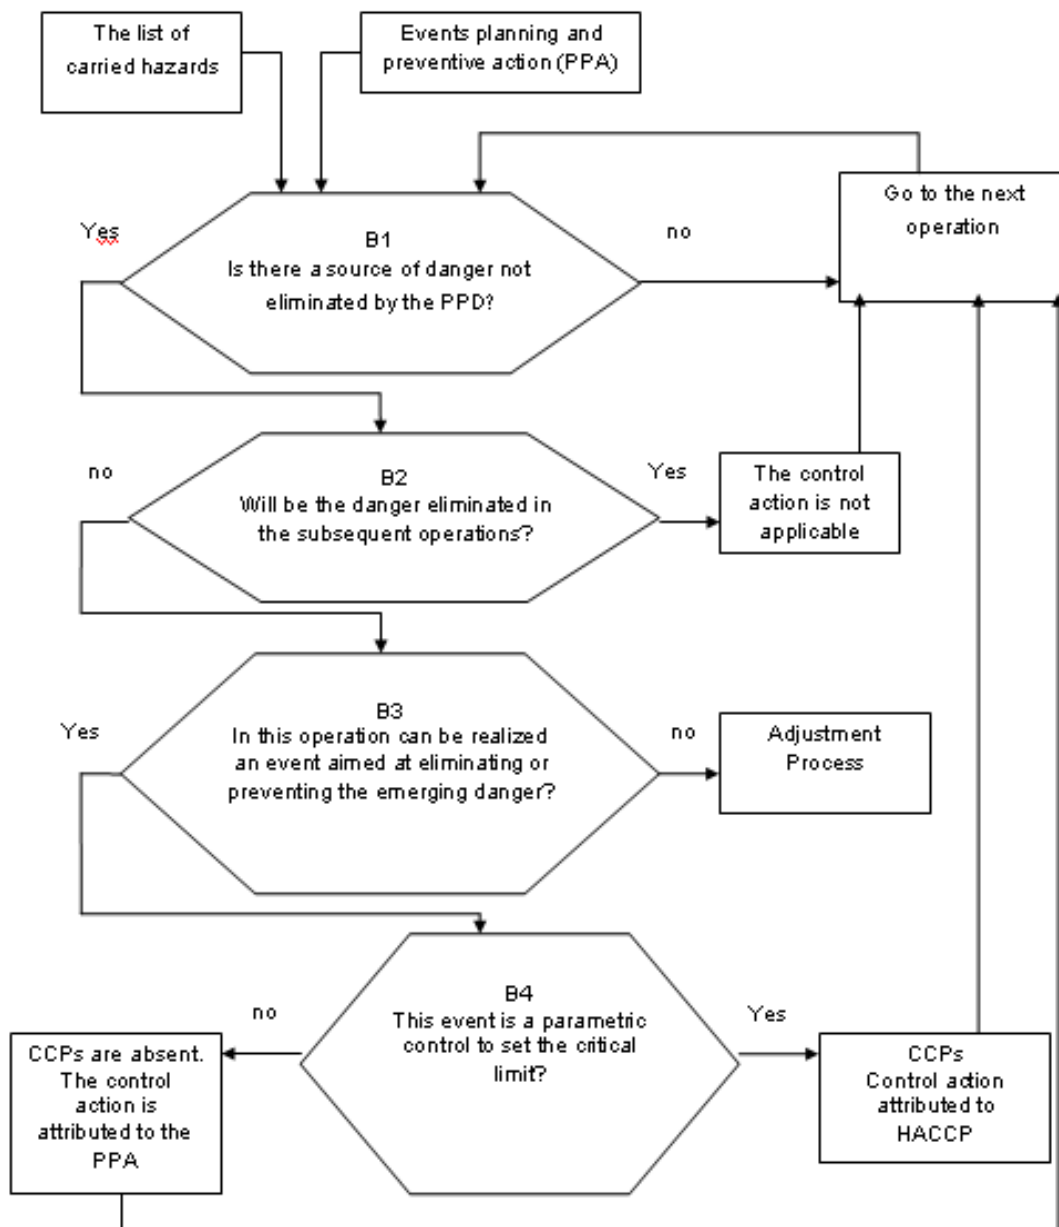 The list of
carried hazards
Events planning and
preventive action (PPA)
Go to the next
operation
Yes
B1
Is there a source of danger not
eliminated by the PPD?
no
no
B2
Will be the danger eliminated in
the subsequent operations?
Yes
The control
action is not
applicable
Yes
B3
In this operation can be realized
an event aimed at eliminating or
preventing the emerging danger?
no
Adjustment
Process
no
B4
This event is a parametric
control to set the critical
limit?
Yes
CCPs are absent.
The control
action is
attributed to the
PPA
CCPs
Control action
attributed to
HACCP